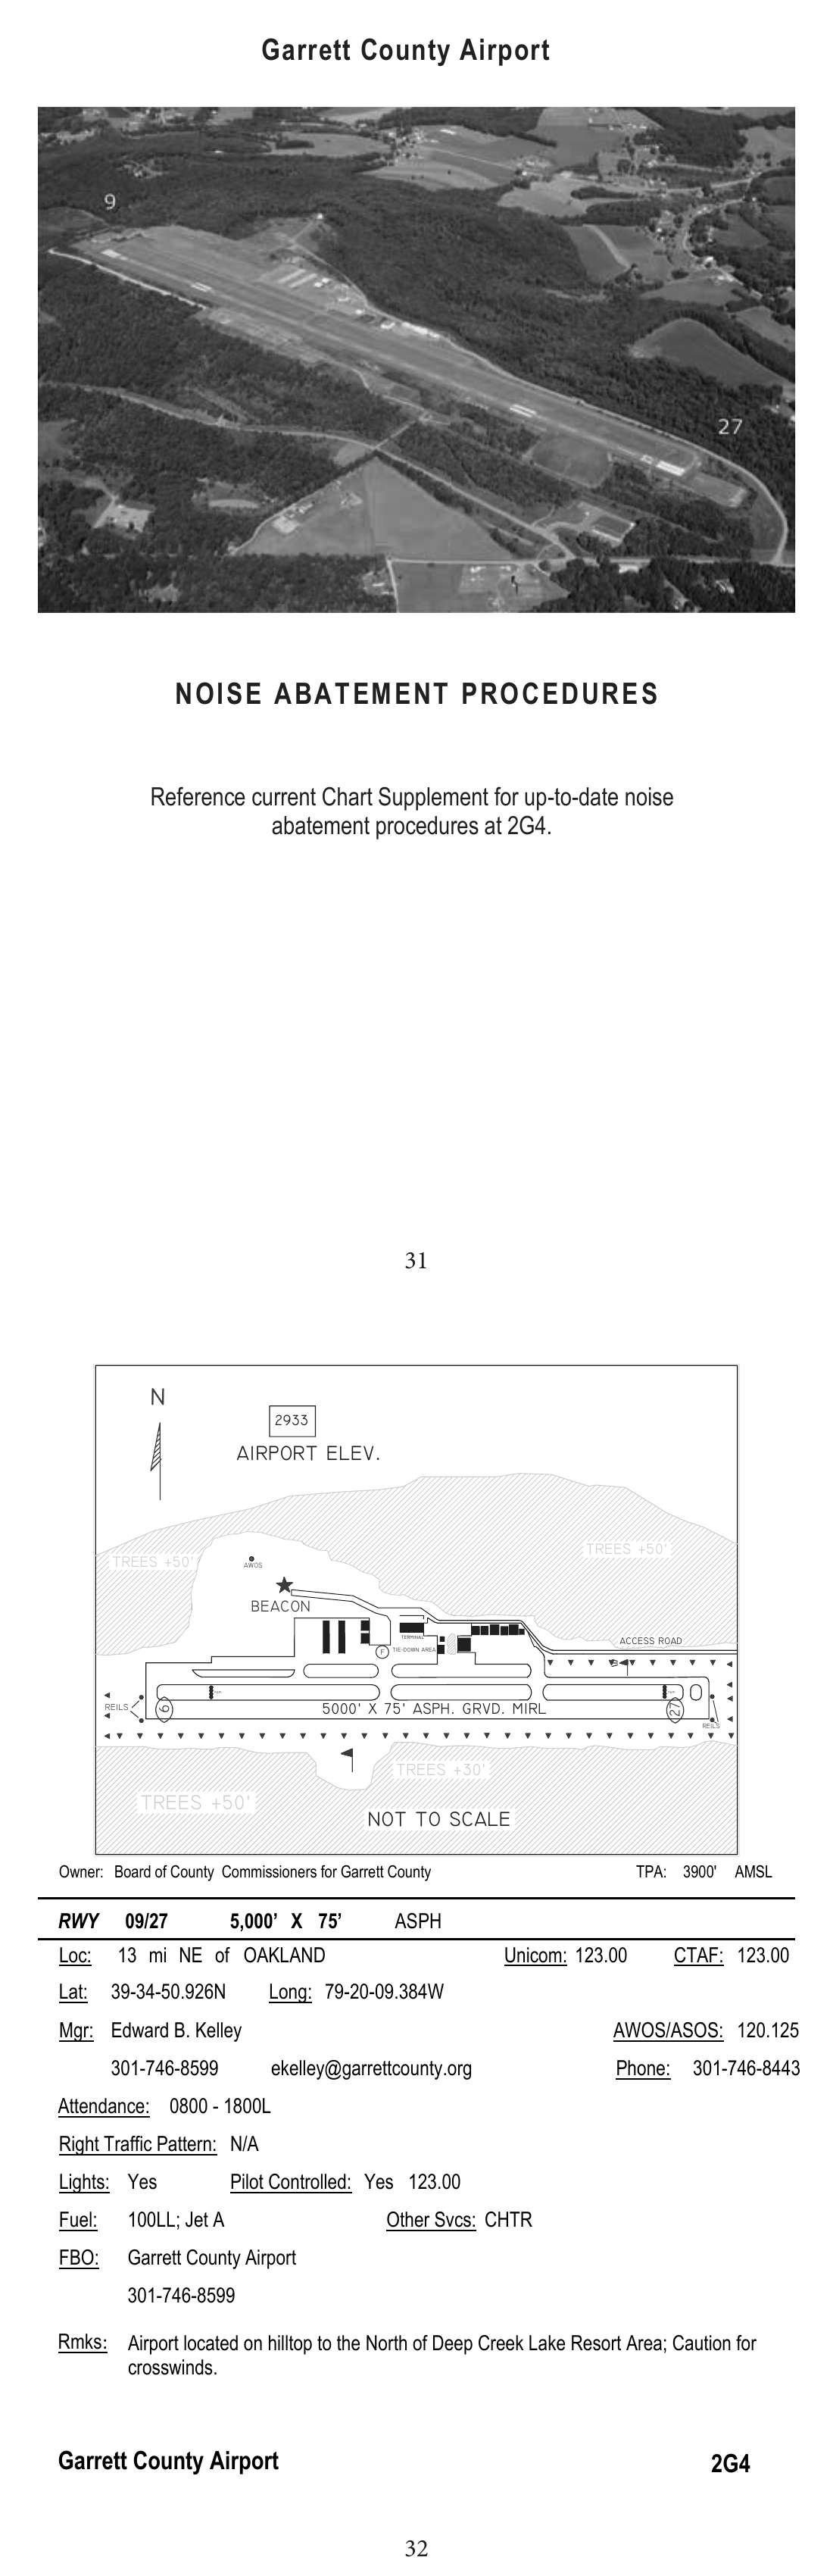 Garrett County Airport
9
27
NOISE ABATEMENT PROCEDURES
Reference current Chart Supplement for up-to-date noise
abatement procedures at 2G4.
31
N
2933
AIRPORT ELEV.
TREES +50'
TREES +50'
AWOS
BEACON
TERMINAL
ACCESS ROAD
F
TIE-DOWN AREA
REILS
9
5000' X 75' ASPH. GRVD. MIRL
27
REILS
TREES +30'
TREES +50'
NOT TO SCALE
Owner: Board of County Commissioners for Garrett County TPA: 3900' AMSL
RWY 09/27 5,000’ X 75’ ASPH
Loc: 13 mi NE of OAKLAND Unicom: 123.00 CTAF: 123.00
Lat: 39-34-50.926N Long: 79-20-09.384W
Mgr: Edward B. Kelley AWOS/ASOS: 120.125
301-746-8599 ekelley@garrettcounty.org Phone: 301-746-8443
Attendance: 0800 - 1800L
Right Traffic Pattern: N/A
Lights: Yes Pilot Controlled: Yes 123.00
Fuel: 100LL; Jet A Other Svcs: CHTR
FBO: Garrett County Airport
301-746-8599
Rmks: Airport located on hilltop to the North of Deep Creek Lake Resort Area; Caution for
crosswinds.
Garrett County Airport 2G4
32